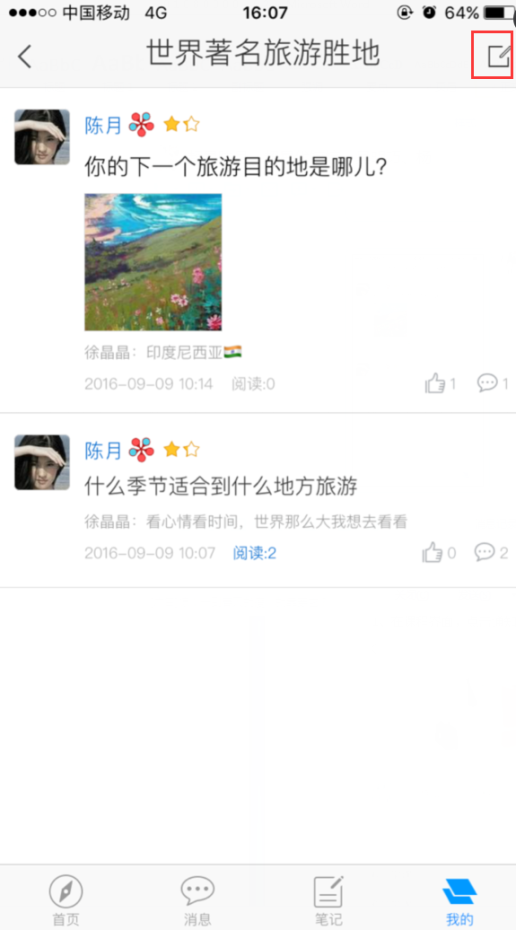 中国移动 4G 16:07 64%
世界著名旅游胜地
陈月
你的下一个旅游目的地是哪儿?
徐晶晶：印度尼西亚🇮🇳
2016-09-09 10:14 阅读:0 1 1
陈月
什么季节适合到什么地方旅游
徐晶晶：看心情看时间，世界那么大我想去看看
2016-09-09 10:07 阅读:2 0 2
首页 消息 笔记 我的